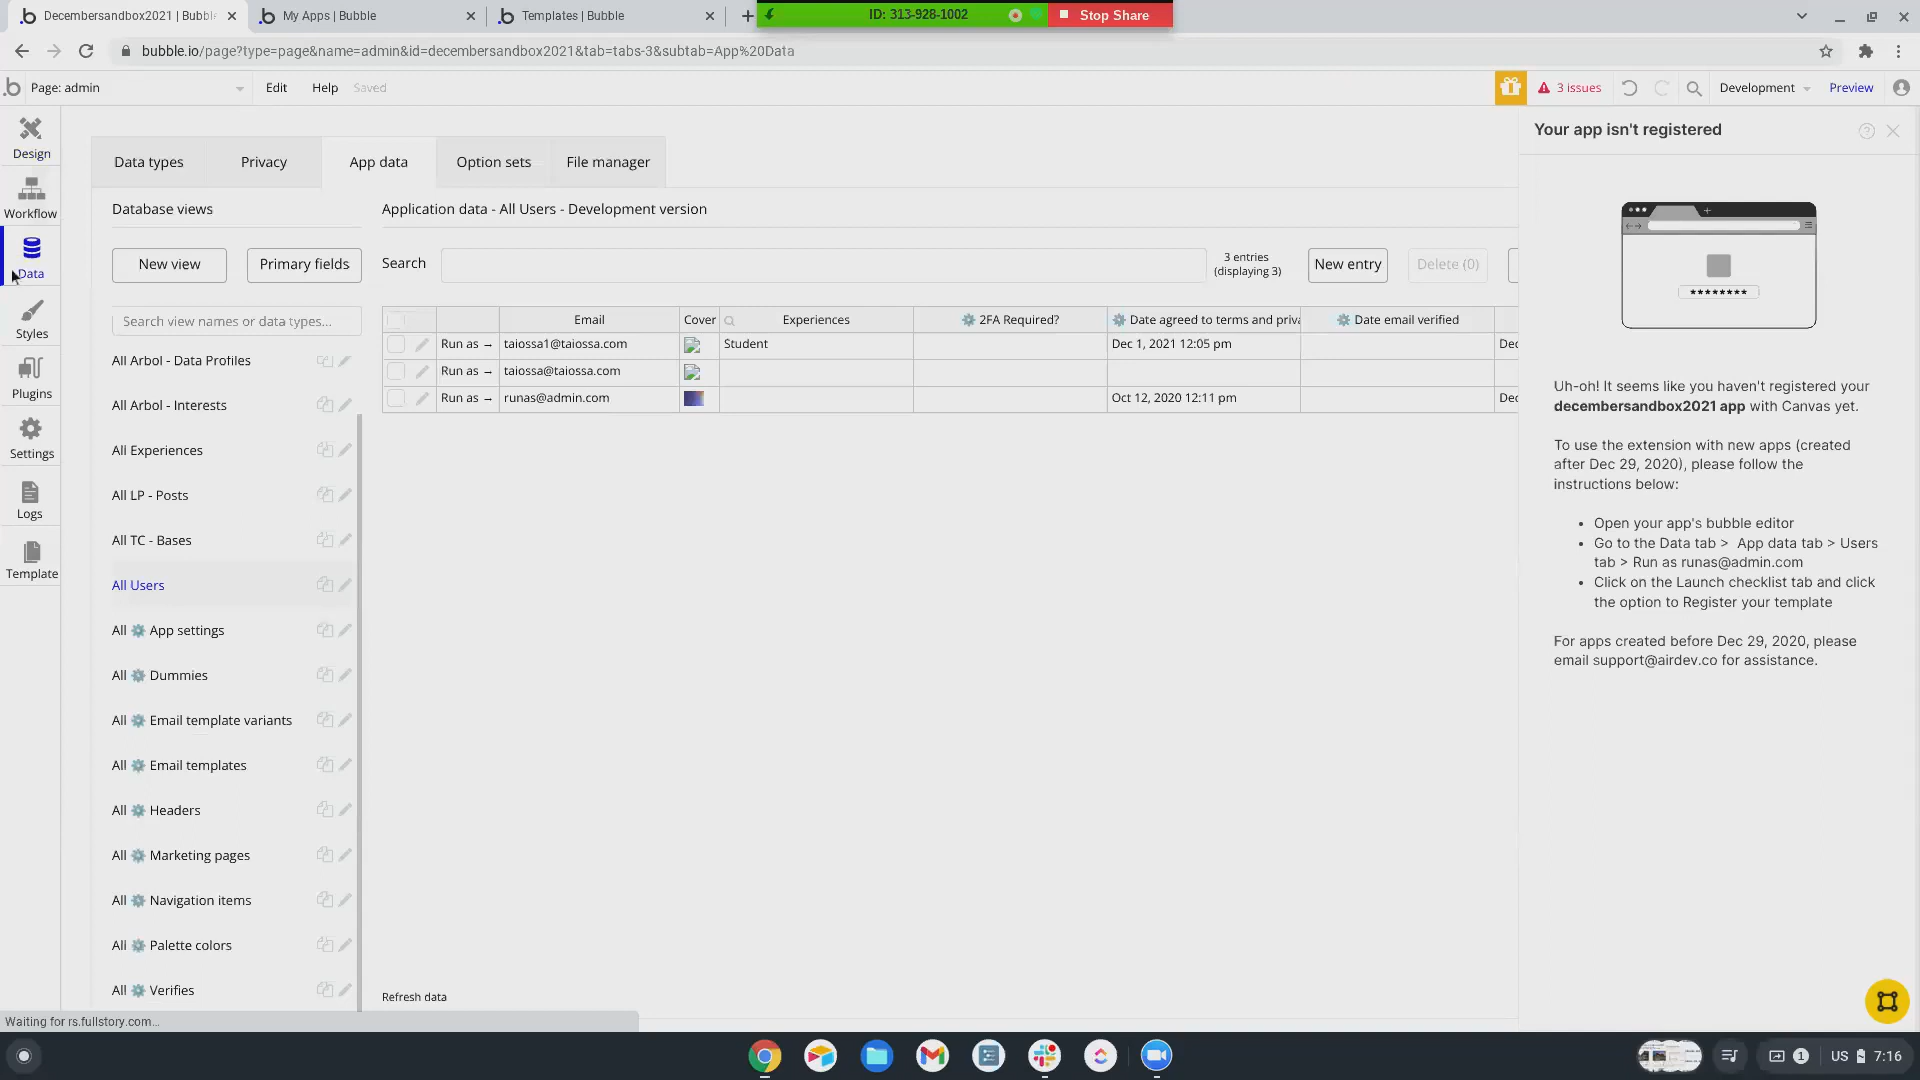 Decembersandbox2021 | Bubble
My Apps | Bubble
Templates | Bubble
ID: 313-928-1002
Stop Share
bubble.io/page?type=page&name=admin&id=decembersandbox2021&tab=tabs-3&subtab=App%20Data
Page: admin
Edit
Help
Saved
3 issues
Development
Preview
Design
Workflow
Data
Styles
Plugins
Settings
Logs
Template
Data types
Privacy
App data
Option sets
File manager
Database views
Application data - All Users - Development version
New view
Primary fields
Search
3 entries
(displaying 3)
New entry
Delete (0)
Search view names or data types...
All Arbol - Data Profiles
All Arbol - Interests
All Experiences
All LP - Posts
All TC - Bases
All Users
All ⚙️ App settings
All ⚙️ Dummies
All ⚙️ Email template variants
All ⚙️ Email templates
All ⚙️ Headers
All ⚙️ Marketing pages
All ⚙️ Navigation items
All ⚙️ Palette colors
All ⚙️ Verifies
Email Cover Experiences ⚙️ 2FA Required? ⚙️ Date agreed to terms and priva ⚙️ Date email verified
Run as → taiossa1@taiossa.com Student Dec 1, 2021 12:05 pm Dec
Run as → taiossa@taiossa.com
Run as → runas@admin.com Oct 12, 2020 12:11 pm Dec
Refresh data
Your app isn't registered
********
Uh-oh! It seems like you haven't registered your
decembersandbox2021 app with Canvas yet.
To use the extension with new apps (created
after Dec 29, 2020), please follow the
instructions below:
• Open your app's bubble editor
• Go to the Data tab > App data tab > Users
tab > Run as runas@admin.com
• Click on the Launch checklist tab and click
the option to Register your template
For apps created before Dec 29, 2020, please
email support@airdev.co for assistance.
Waiting for rs.fullstory.com...
1
US
7:16